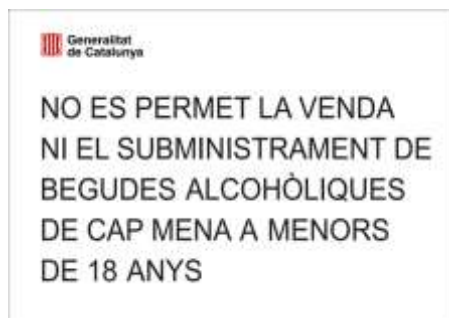 Generalitat
de Catalunya
NO ES PERMET LA VENDA
NI EL SUBMINISTRAMENT DE
BEGUDES ALCOHÒLIQUES
DE CAP MENA A MENORS
DE 18 ANYS